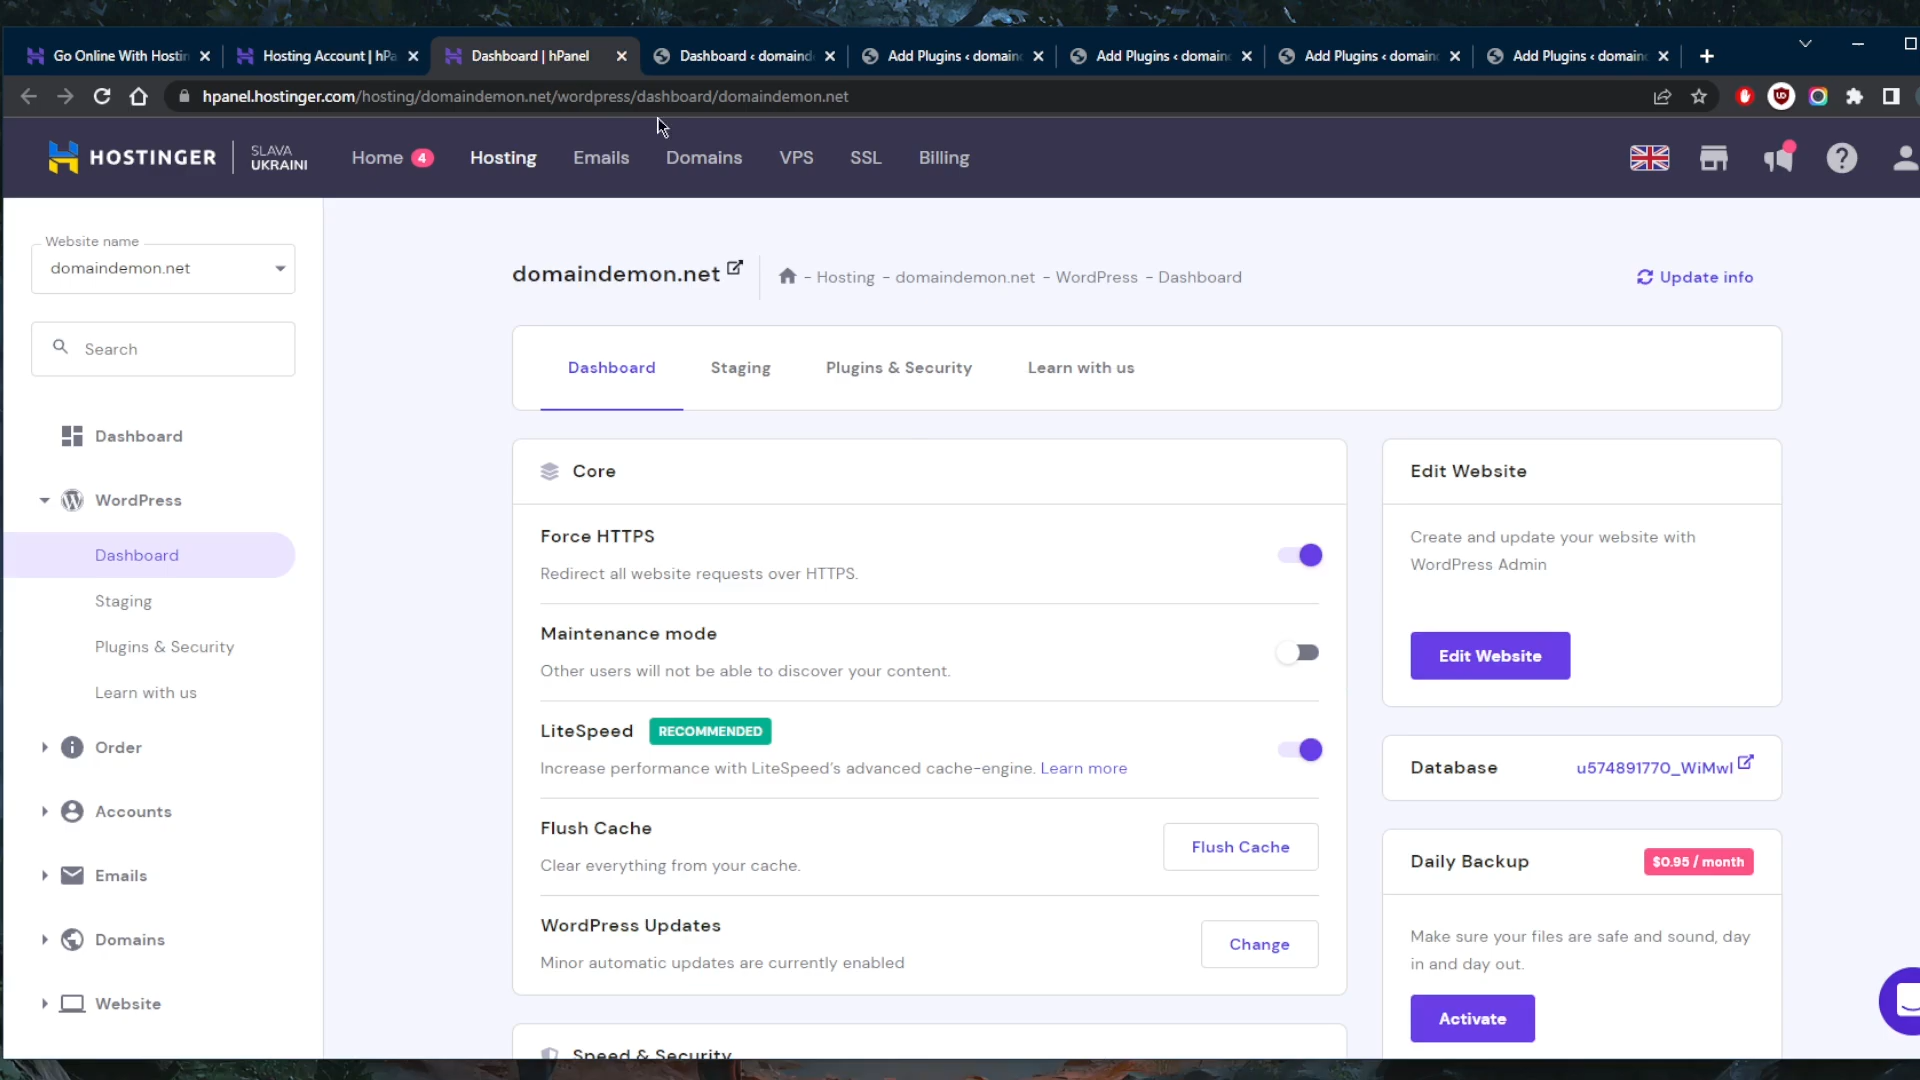 Go Online With Hostin
Hosting Account | hPa
Dashboard | hPanel
Dashboard ‹ domaind
Add Plugins ‹ domain
Add Plugins ‹ domain
Add Plugins ‹ domain
Add Plugins ‹ domain
hpanel.hostinger.com/hosting/domaindemon.net/wordpress/dashboard/domaindemon.net
HOSTINGER
SLAVA
UKRAINI
Home 4
Hosting
Emails
Domains
VPS
SSL
Billing
Website name
domaindemon.net
Search
Dashboard
WordPress
Dashboard
Staging
Plugins & Security
Learn with us
Order
Accounts
Emails
Domains
Website
domaindemon.net
- Hosting - domaindemon.net - WordPress - Dashboard
Update info
Dashboard
Staging
Plugins & Security
Learn with us
Core
Force HTTPS
Redirect all website requests over HTTPS.
Maintenance mode
Other users will not be able to discover your content.
LiteSpeed RECOMMENDED
Increase performance with LiteSpeed's advanced cache-engine. Learn more
Flush Cache
Clear everything from your cache.
Flush Cache
WordPress Updates
Minor automatic updates are currently enabled
Change
Speed & Security
Edit Website
Create and update your website with
WordPress Admin
Edit Website
Database
u574891770_WiMwI
Daily Backup
$0.95 / month
Make sure your files are safe and sound, day
in and day out.
Activate